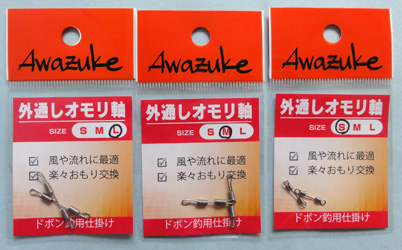 Awazuke
外通しオモリ軸
SIZE S M L
風や流れに最適
楽々おもり交換
ドボン釣用仕掛け
Awazuke
外通しオモリ軸
SIZE S M L
風や流れに最適
楽々おもり交換
ドボン釣用仕掛け
Awazuke
外通しオモリ軸
SIZE S M L
風や流れに最適
楽々おもり交換
ドボン釣用仕掛け